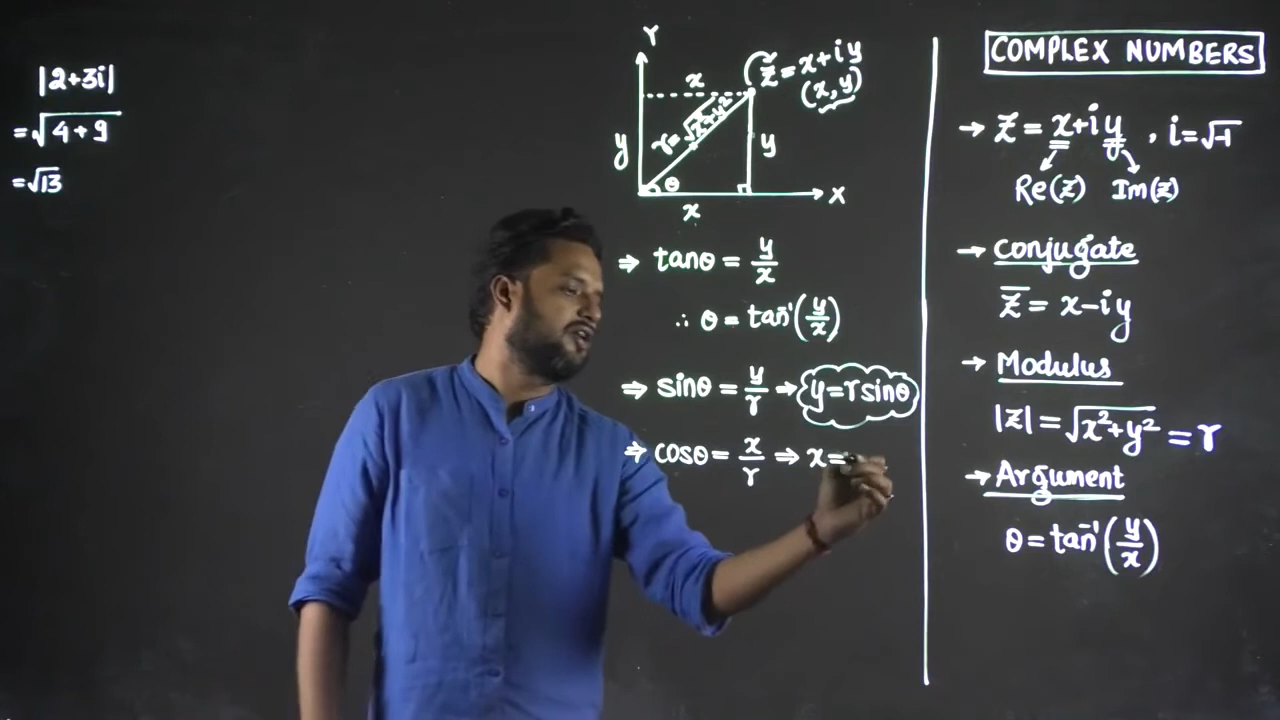 |2+3i|
=√4+9
=√13
Y
x
z̃=x+iy
(x,y)
r=√x²+y²
y
y
θ
X
x
⇒ tanθ = y/x
∴ θ = tan⁻¹(y/x)
⇒ sinθ = y/r → y=rsinθ
⇒ cosθ = x/r ⇒ x=
COMPLEX NUMBERS
→ z = x+iy , i=√-1
Re(z) Im(z)
→ conjugate
z̄ = x-iy
→ Modulus
|z| = √x²+y² = r
→ Argument
θ = tan⁻¹(y/x)